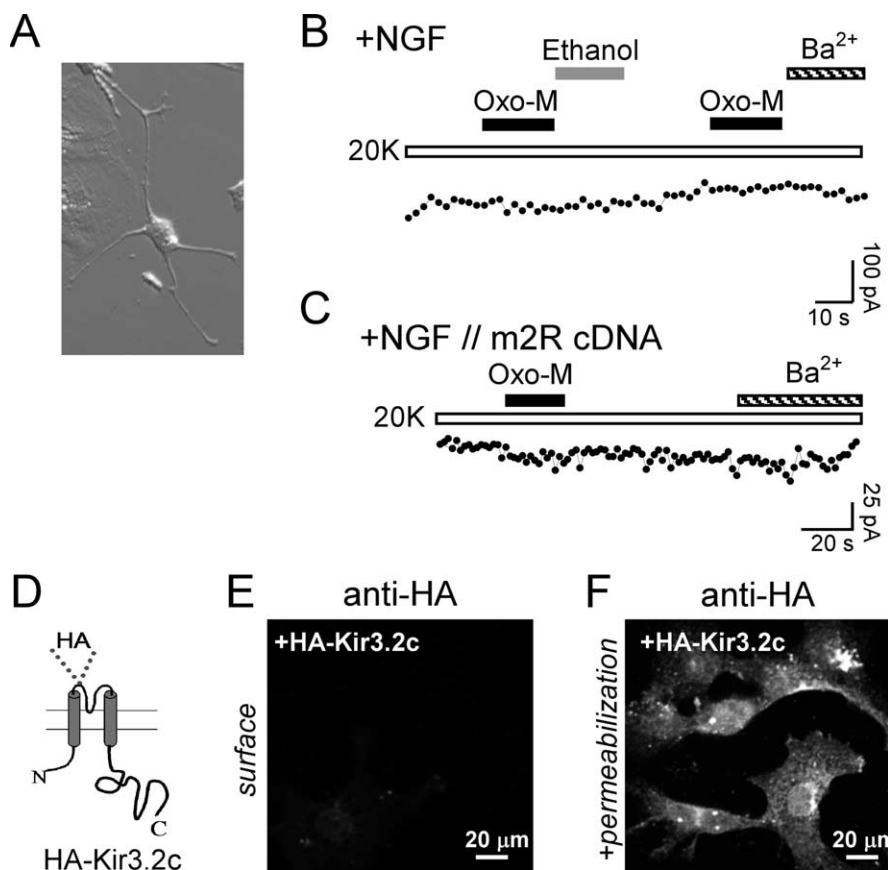 A
B
+NGF
Ethanol
Ba²⁺
Oxo-M
Oxo-M
20K
100 pA
10 s
C
+NGF // m2R cDNA
Oxo-M
Ba²⁺
20K
25 pA
20 s
D
HA
N
C
HA-Kir3.2c
E
anti-HA
+HA-Kir3.2c
surface
20 μm
F
anti-HA
+HA-Kir3.2c
+permeabilization
20 μm